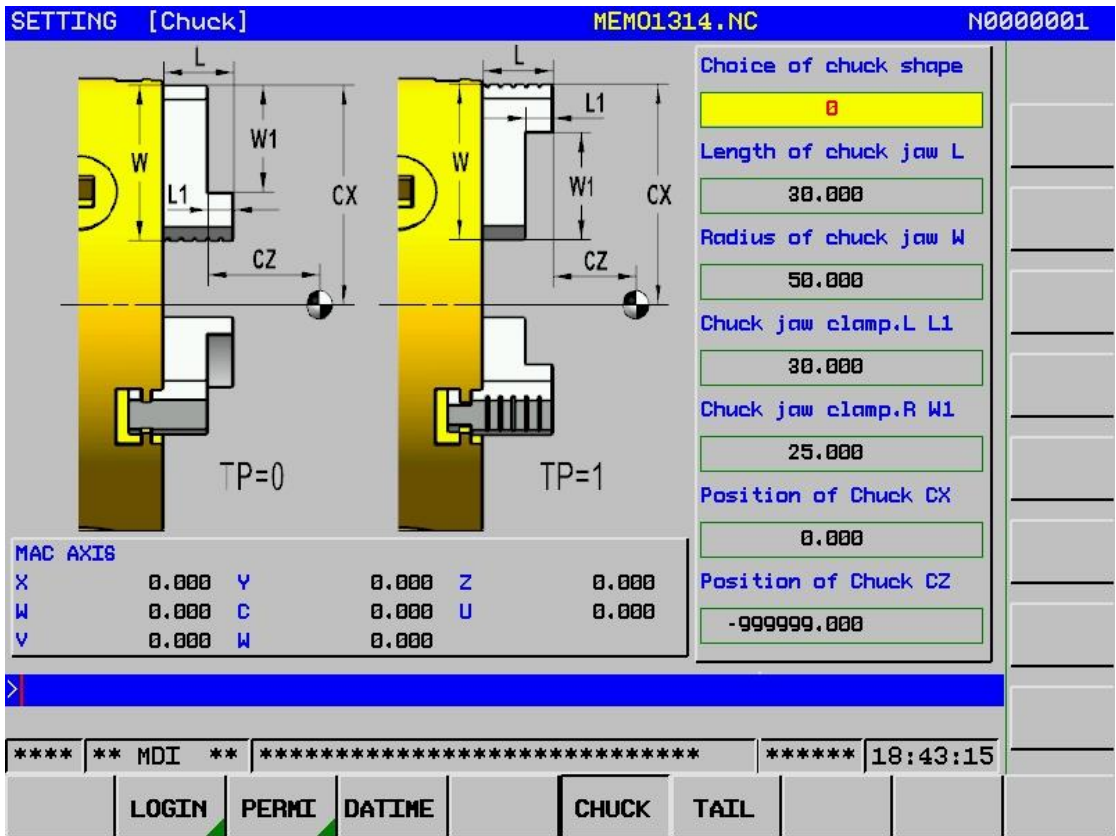 SETTING [Chuck] MEMO1314.NC N0000001
L L
W W1 L1 CX CZ
W L1 W1 CX CZ
TP=0 TP=1
Choice of chuck shape
0
Length of chuck jaw L
30.000
Radius of chuck jaw W
50.000
Chuck jaw clamp.L L1
30.000
Chuck jaw clamp.R W1
25.000
Position of Chuck CX
0.000
Position of Chuck CZ
-999999.000
MAC AXIS
X 0.000 Y 0.000 Z 0.000
W 0.000 C 0.000 U 0.000
V 0.000 W 0.000
>
**** ** MDI ** ***************************** ****** 18:43:15
LOGIN PERMI DATIME CHUCK TAIL